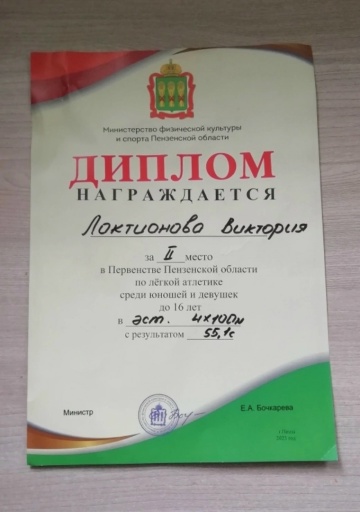 Министерство физической культуры
и спорта Пензенской области
ДИПЛОМ
НАГРАЖДАЕТСЯ
Локтионова Виктория
за II место
в Первенстве Пензенской области
по лёгкой атлетике
среди юношей и девушек
до 16 лет
в эст. 4х100м
с результатом 55,1с
Министр
Е.А. Бочкарева